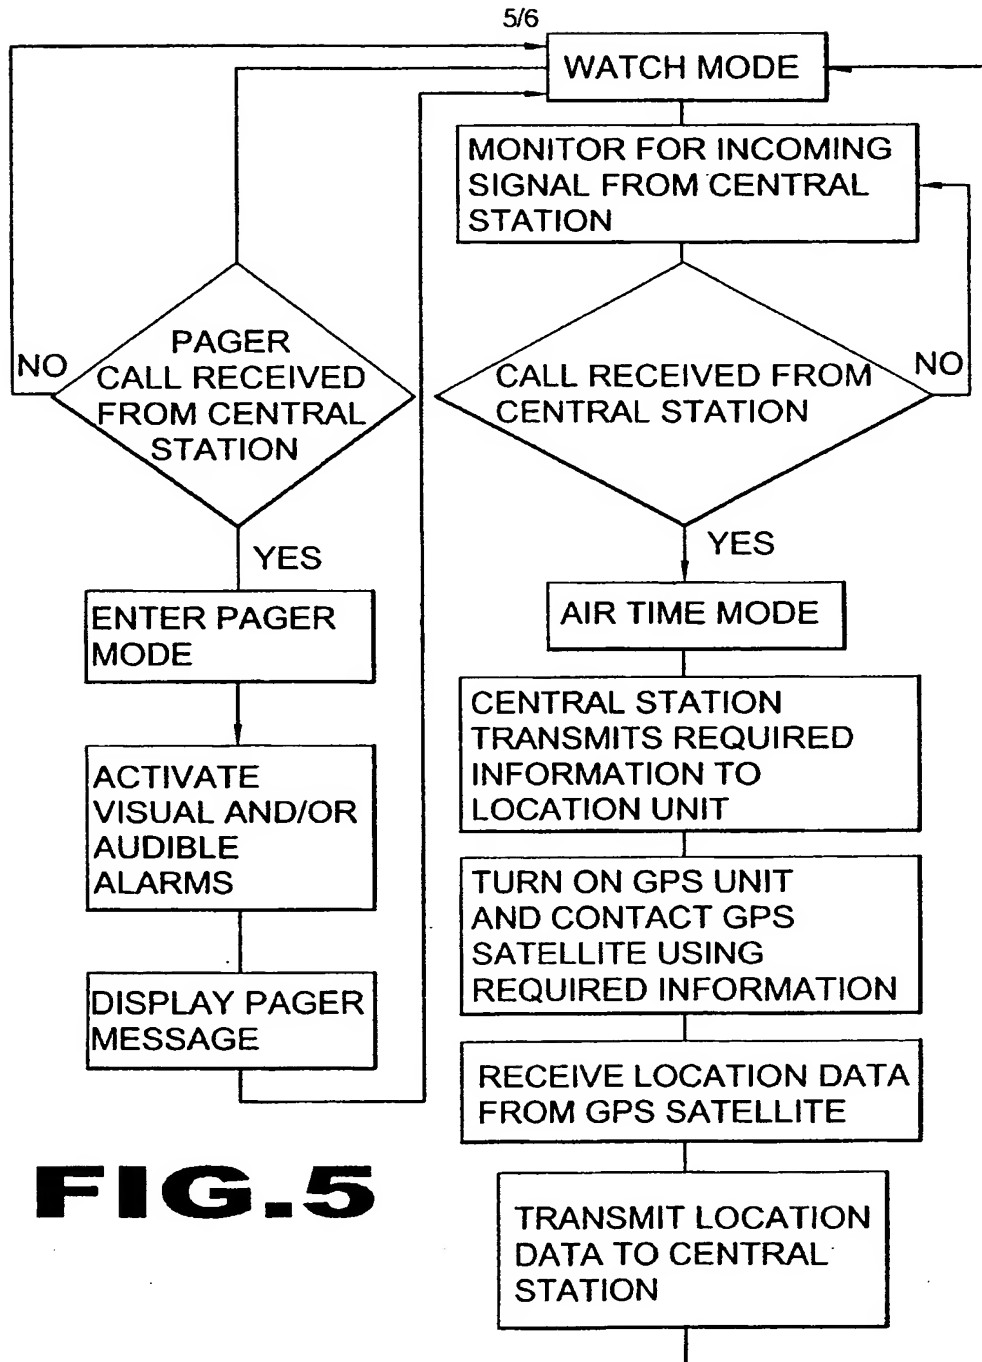 5/6
WATCH MODE
MONITOR FOR INCOMING
SIGNAL FROM CENTRAL
STATION
PAGER
CALL RECEIVED
FROM CENTRAL
STATION
NO
CALL RECEIVED FROM
CENTRAL STATION
NO
YES
YES
ENTER PAGER
MODE
AIR TIME MODE
ACTIVATE
VISUAL AND/OR
AUDIBLE
ALARMS
CENTRAL STATION
TRANSMITS REQUIRED
INFORMATION TO
LOCATION UNIT
DISPLAY PAGER
MESSAGE
TURN ON GPS UNIT
AND CONTACT GPS
SATELLITE USING
REQUIRED INFORMATION
RECEIVE LOCATION DATA
FROM GPS SATELLITE
TRANSMIT LOCATION
DATA TO CENTRAL
STATION
FIG.5